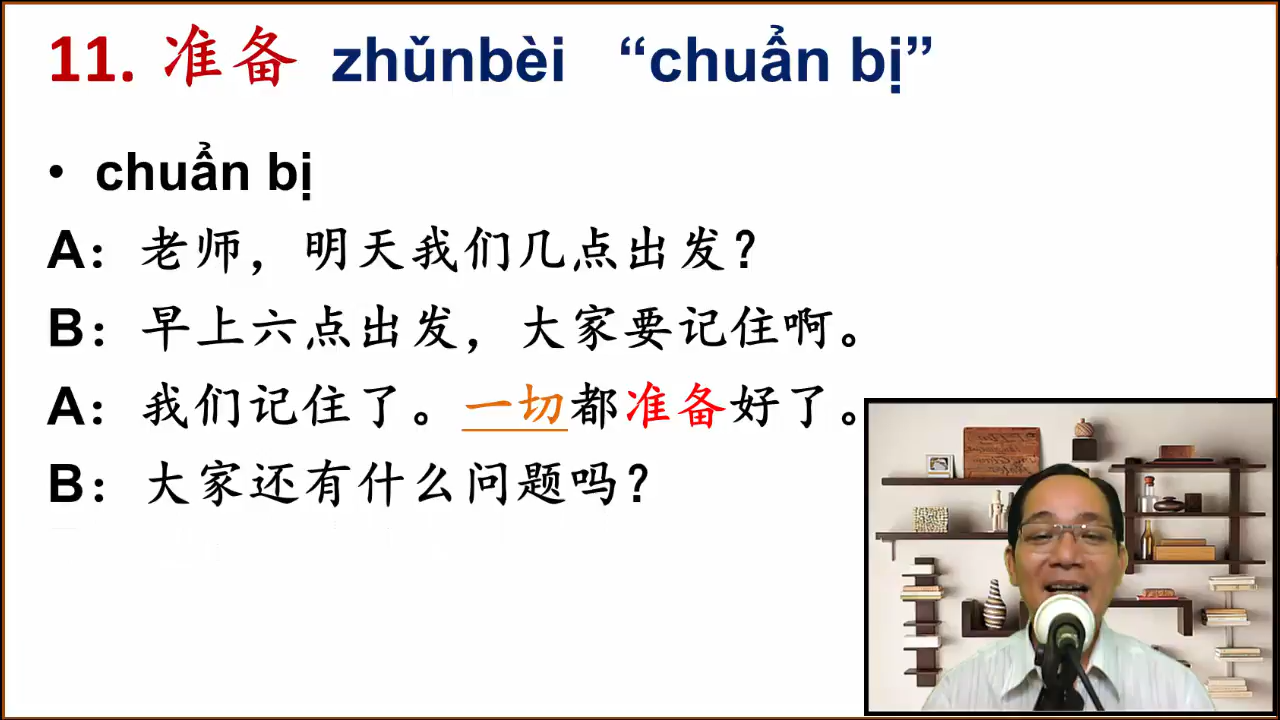 11. 准备 zhǔnbèi “chuẩn bị”
• chuẩn bị
A：老师，明天我们几点出发？
B：早上六点出发，大家要记住啊。
A：我们记住了。一切都准备好了。
B：大家还有什么问题吗？